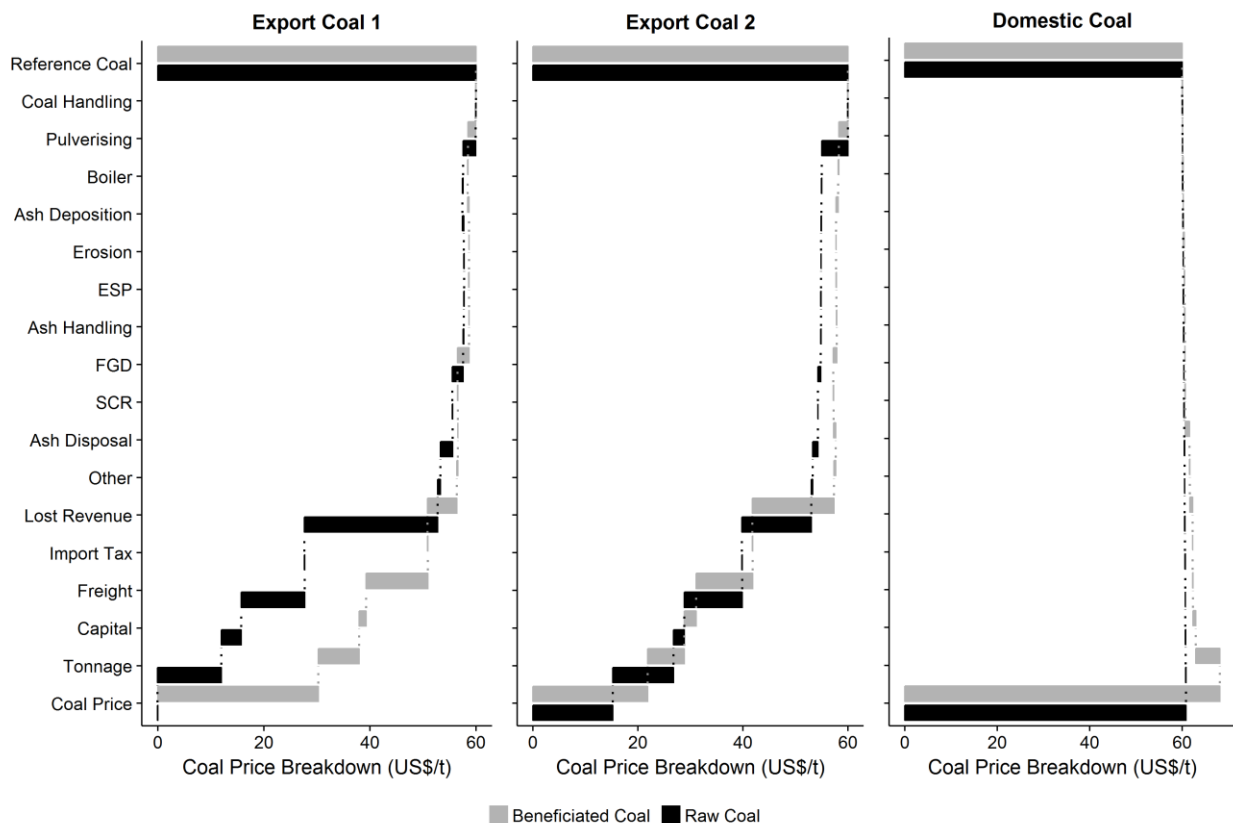 Export Coal 1
Export Coal 2
Domestic Coal
Reference Coal
Coal Handling
Pulverising
Boiler
Ash Deposition
Erosion
ESP
Ash Handling
FGD
SCR
Ash Disposal
Other
Lost Revenue
Import Tax
Freight
Capital
Tonnage
Coal Price
0 20 40 60
0 20 40 60
0 20 40 60
Coal Price Breakdown (US$/t)
Coal Price Breakdown (US$/t)
Coal Price Breakdown (US$/t)
Beneficiated Coal Raw Coal